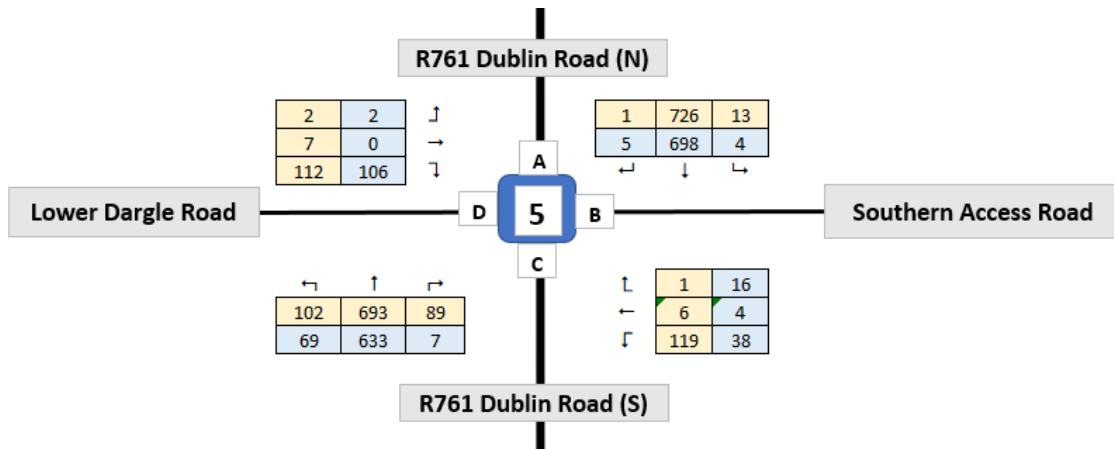 R761 Dublin Road (N)
2 2 ⮥
7 0 →
112 106 ⮧
1 726 13
5 698 4
↵ ↓ ↳
A
Lower Dargle Road
D 5 B
Southern Access Road
C
↰ ↑ ↱
102 693 89
69 633 7
↱ 1 16
← 6 4
↲ 119 38
R761 Dublin Road (S)